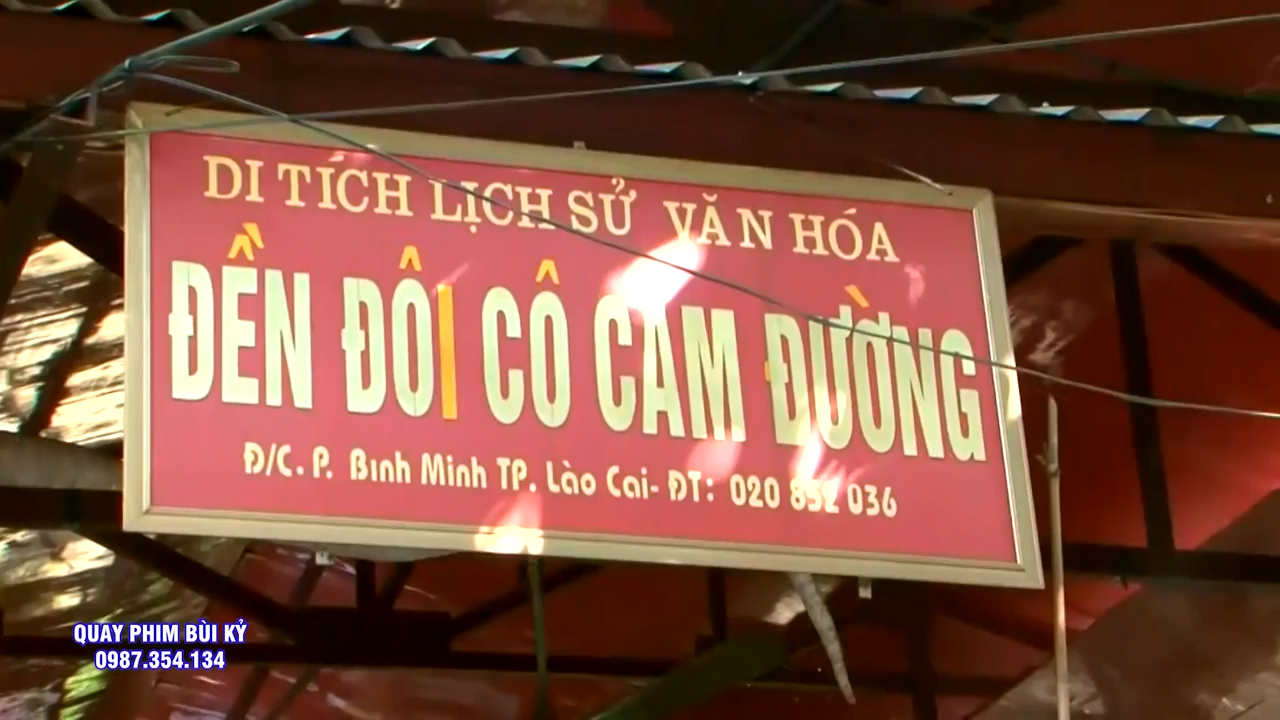 DI TÍCH LỊCH SỬ VĂN HÓA
ĐỀN ĐÔI CÔ CAM ĐƯỜNG
Đ/C. P. Bình Minh TP. Lào Cai- ĐT: 020 852 036
QUAY PHIM BÙI KỶ
0987.354.134